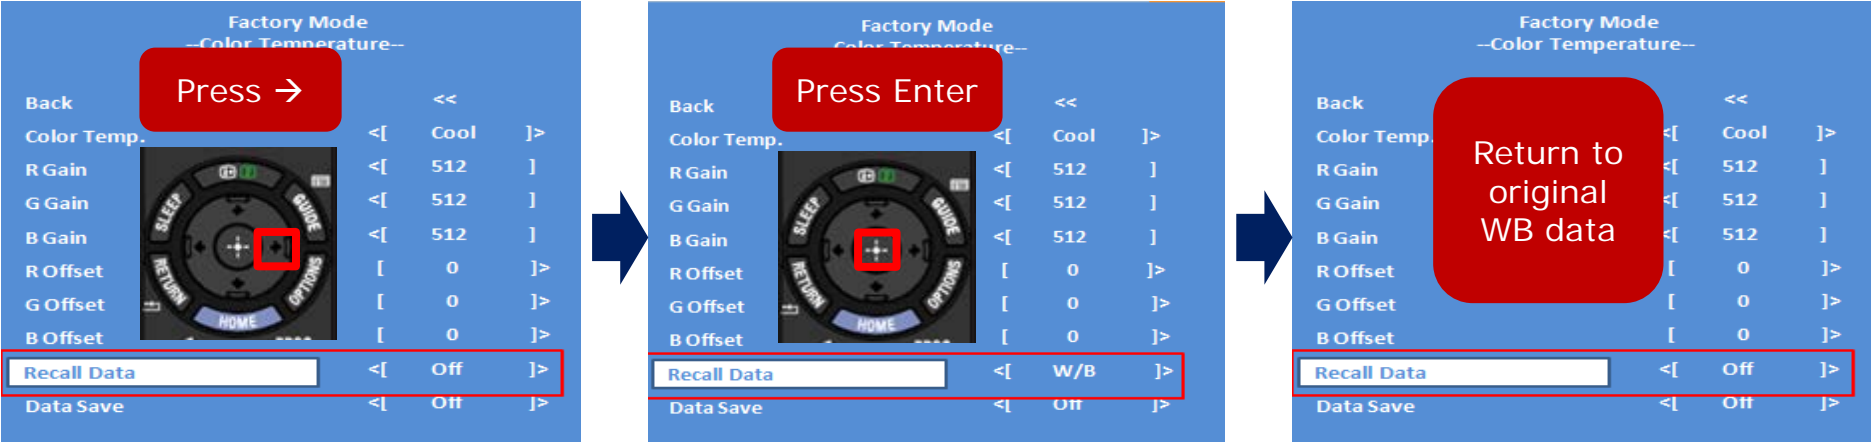 Factory Mode
--Color Temperature--
Press →
Back <<
Color Temp. <[ Cool ]>
R Gain <[ 512 ]
G Gain <[ 512 ]
B Gain <[ 512 ]
R Offset [ 0 ]>
G Offset [ 0 ]>
B Offset [ 0 ]>
Recall Data <[ Off ]>
Data Save <[ Off ]>
SLEEP
GUIDE
RETURN
OPTIONS
HOME
Factory Mode
Color Temperature--
Press Enter
Back <<
Color Temp. <[ Cool ]>
R Gain <[ 512 ]
G Gain <[ 512 ]
B Gain <[ 512 ]
R Offset [ 0 ]>
G Offset [ 0 ]>
B Offset [ 0 ]>
Recall Data <[ W/B ]>
Data Save <[ Off ]>
SLEEP
GUIDE
RETURN
OPTIONS
HOME
Factory Mode
--Color Temperature--
Back <<
Color Temp. <[ Cool ]>
R Gain <[ 512 ]
G Gain <[ 512 ]
B Gain <[ 512 ]
R Offset [ 0 ]>
G Offset [ 0 ]>
B Offset [ 0 ]>
Recall Data <[ Off ]>
Data Save <[ Off ]>
Return to
original
WB data